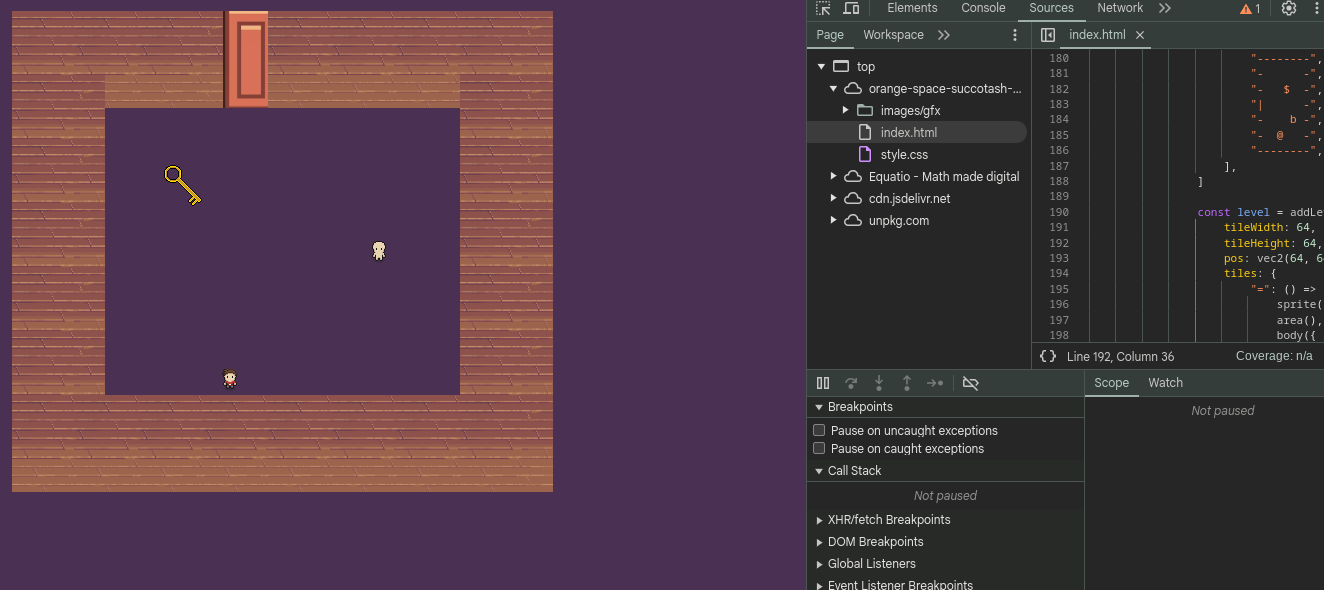 Elements Console Sources Network 1
Page Workspace index.html
top
orange-space-succotash-...
images/gfx
index.html
style.css
Equatio - Math made digital
cdn.jsdelivr.net
unpkg.com
180 "--------",
181 "-      -",
182 "-   $  -",
183 "|      -",
184 "-    b -",
185 "-  @   -",
186 "--------",
187 ],
188 ]
189
190 const level = addLe
191 tileWidth: 64,
192 tileHeight: 64,
193 pos: vec2(64, 6
194 tiles: {
195 "=": () =>
196 sprite(
197 area(),
198 body({
{} Line 192, Column 36 Coverage: n/a
Scope Watch
Breakpoints
Not paused
Pause on uncaught exceptions
Pause on caught exceptions
Call Stack
Not paused
XHR/fetch Breakpoints
DOM Breakpoints
Global Listeners
Event Listener Breakpoints